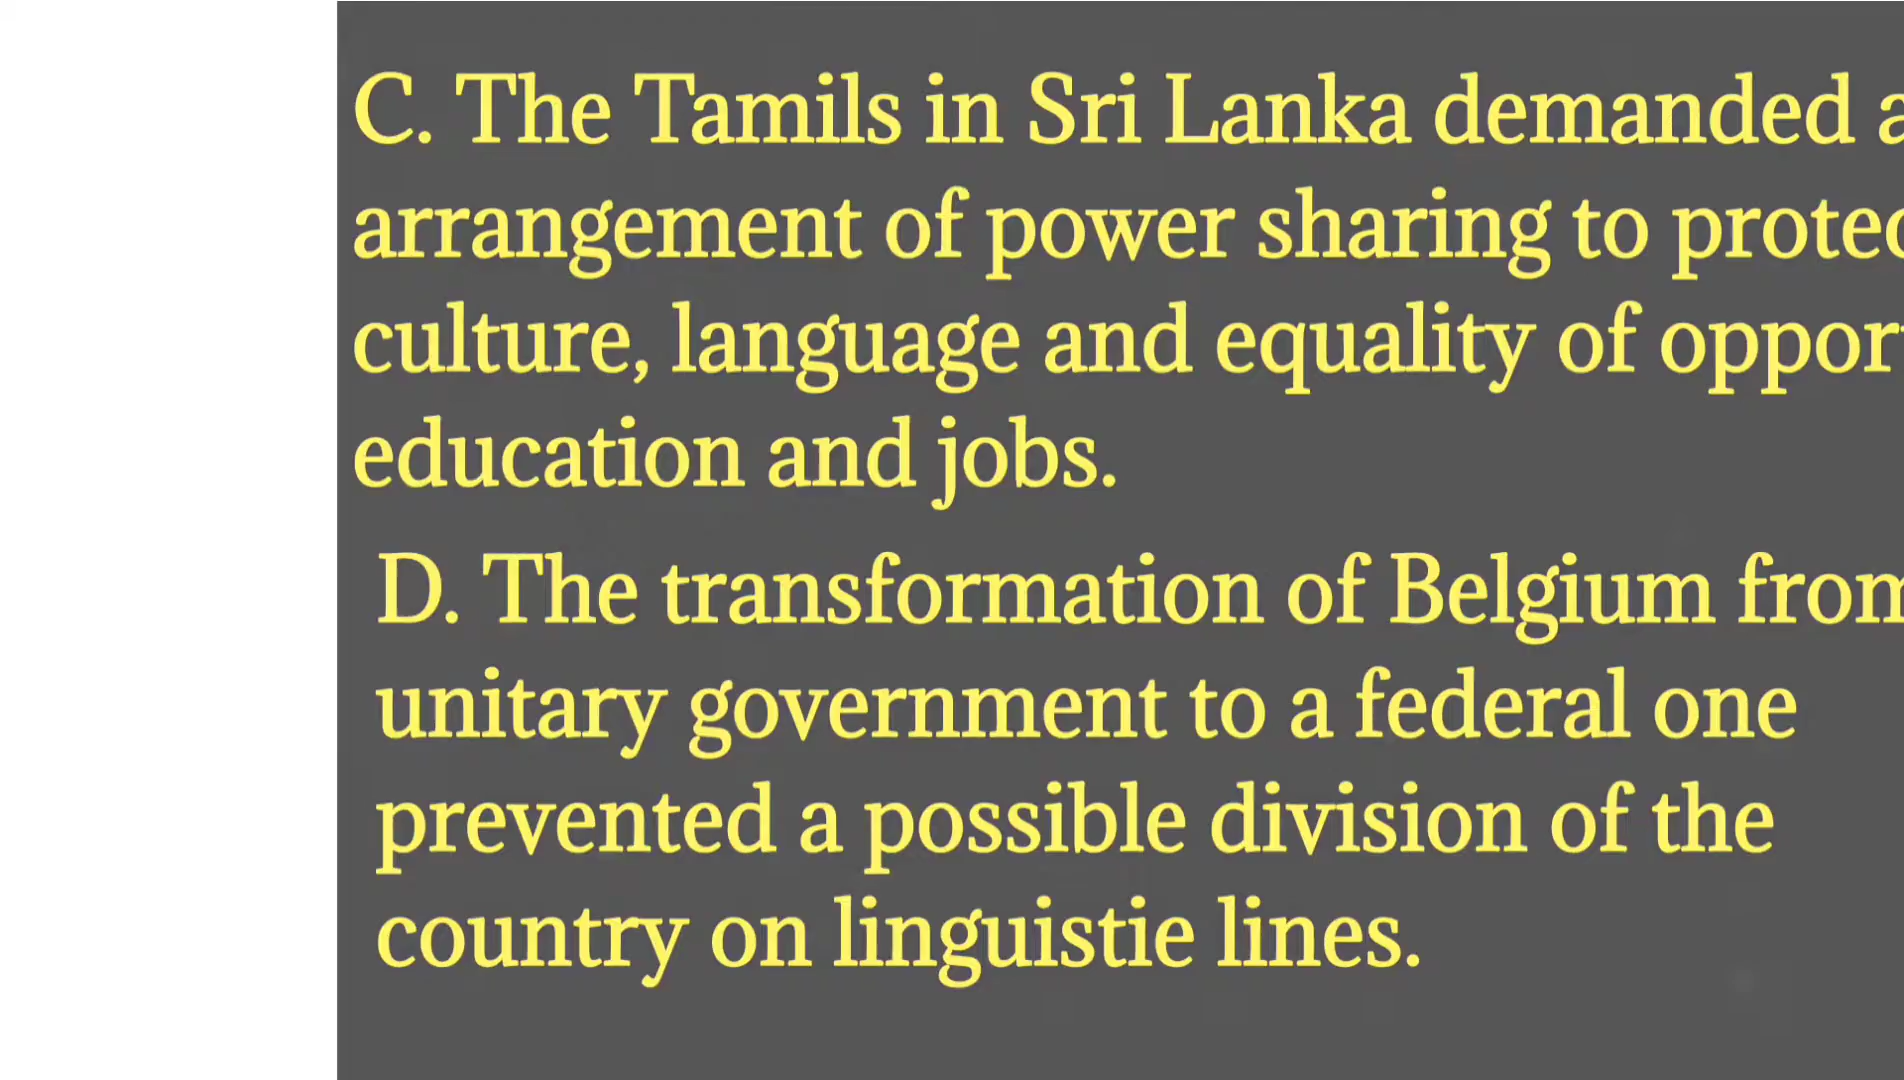 C. The Tamils in Sri Lanka demanded a
arrangement of power sharing to protec
culture, language and equality of oppor
education and jobs.
D. The transformation of Belgium from
unitary government to a federal one
prevented a possible division of the
country on linguistie lines.